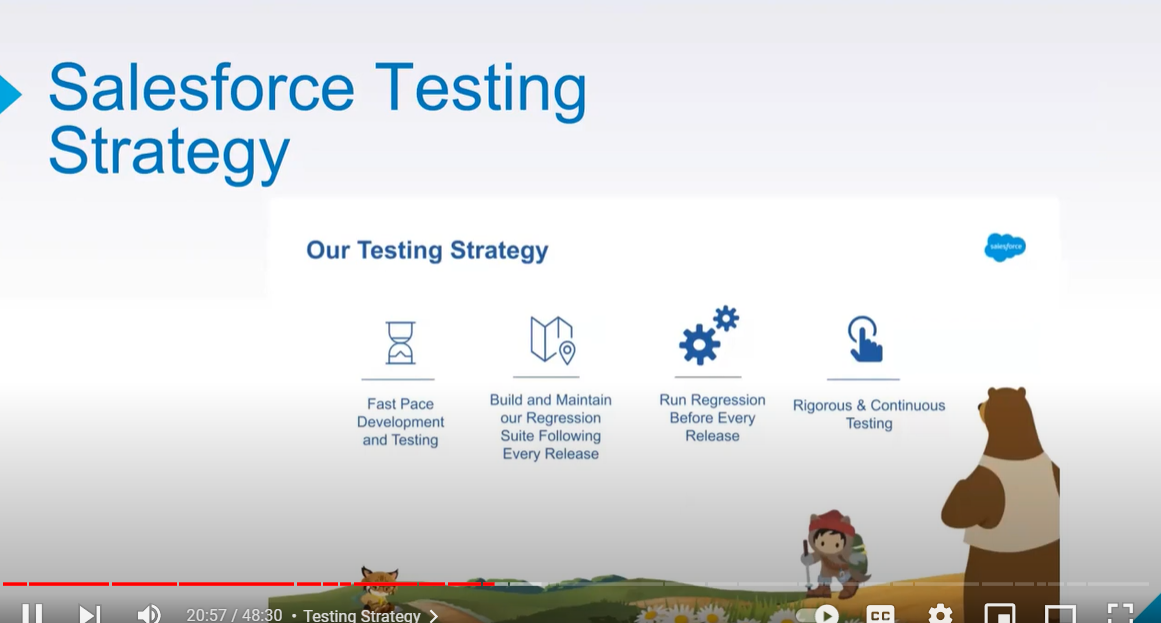 Salesforce Testing
Strategy
Our Testing Strategy
salesforce
Fast Pace
Development
and Testing
Build and Maintain
our Regression
Suite Following
Every Release
Run Regression
Before Every
Release
Rigorous & Continuous
Testing
20:57 / 48:30 • Testing Strategy
CC